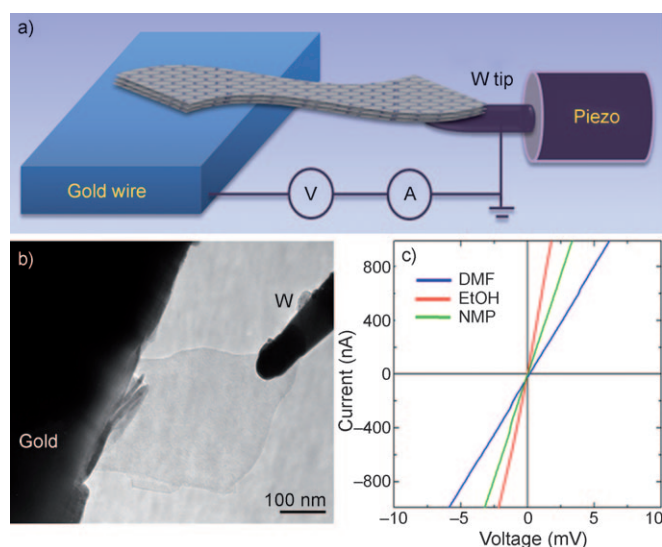 a)
W tip
Piezo
Gold wire
V
A
b)
W
Gold
100 nm
c)
DMF
EtOH
NMP
Current (nA)
800
400
0
−400
−800
−10
−5
0
5
10
Voltage (mV)